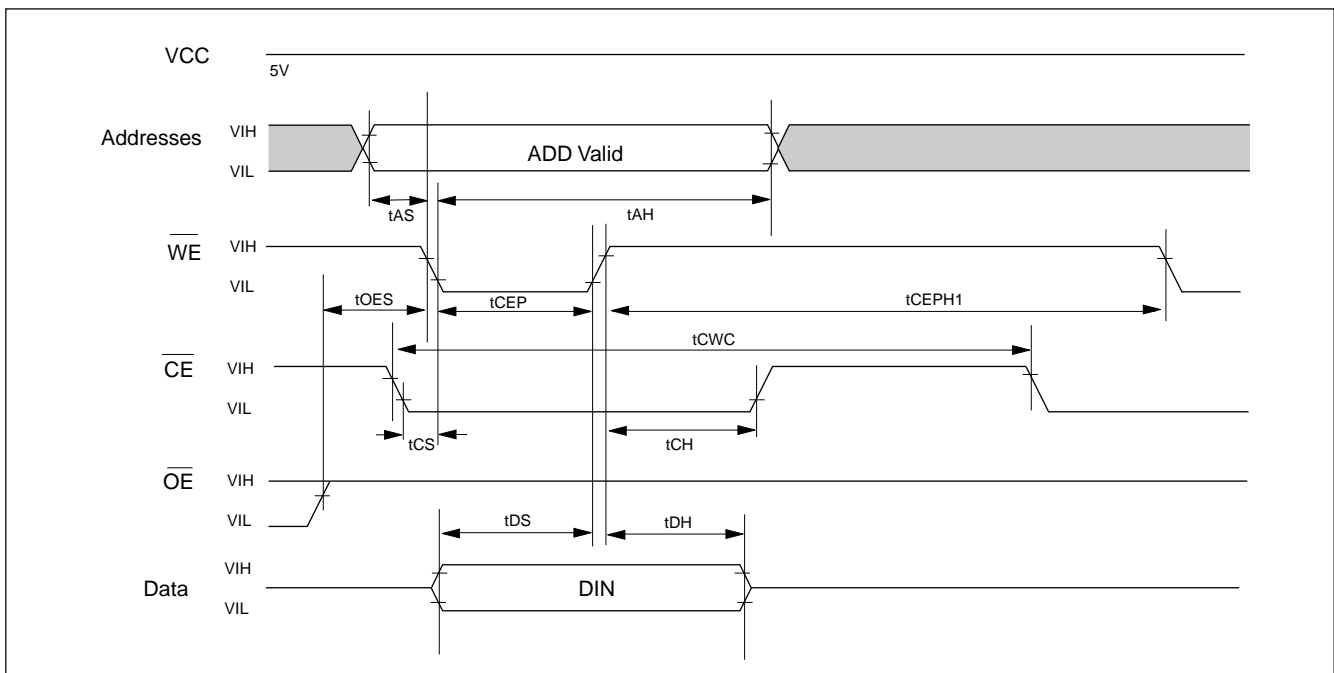 VCC
5V
Addresses
VIH
VIL
ADD Valid
tAS
tAH
WE
VIH
VIL
tOES
tCEP
tCEPH1
tCWC
CE
VIH
VIL
tCS
tCH
OE
VIH
VIL
tDS
tDH
Data
VIH
VIL
DIN